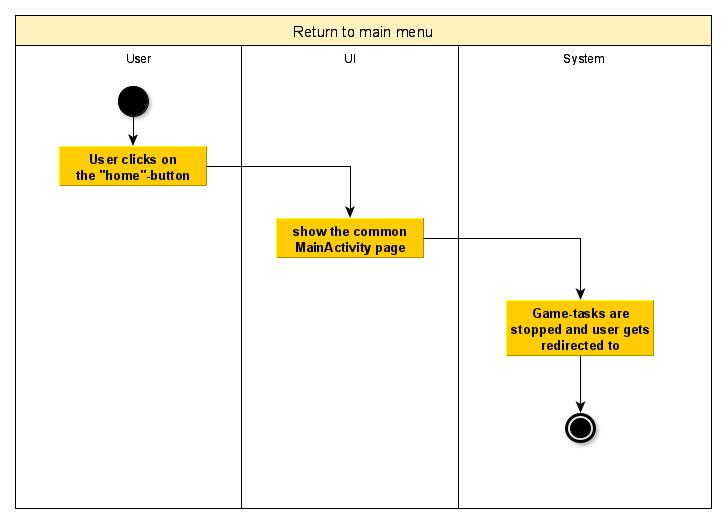 Return to main menu
User
UI
System
User clicks on
the "home"-button
show the common
MainActivity page
Game-tasks are
stopped and user gets
redirected to